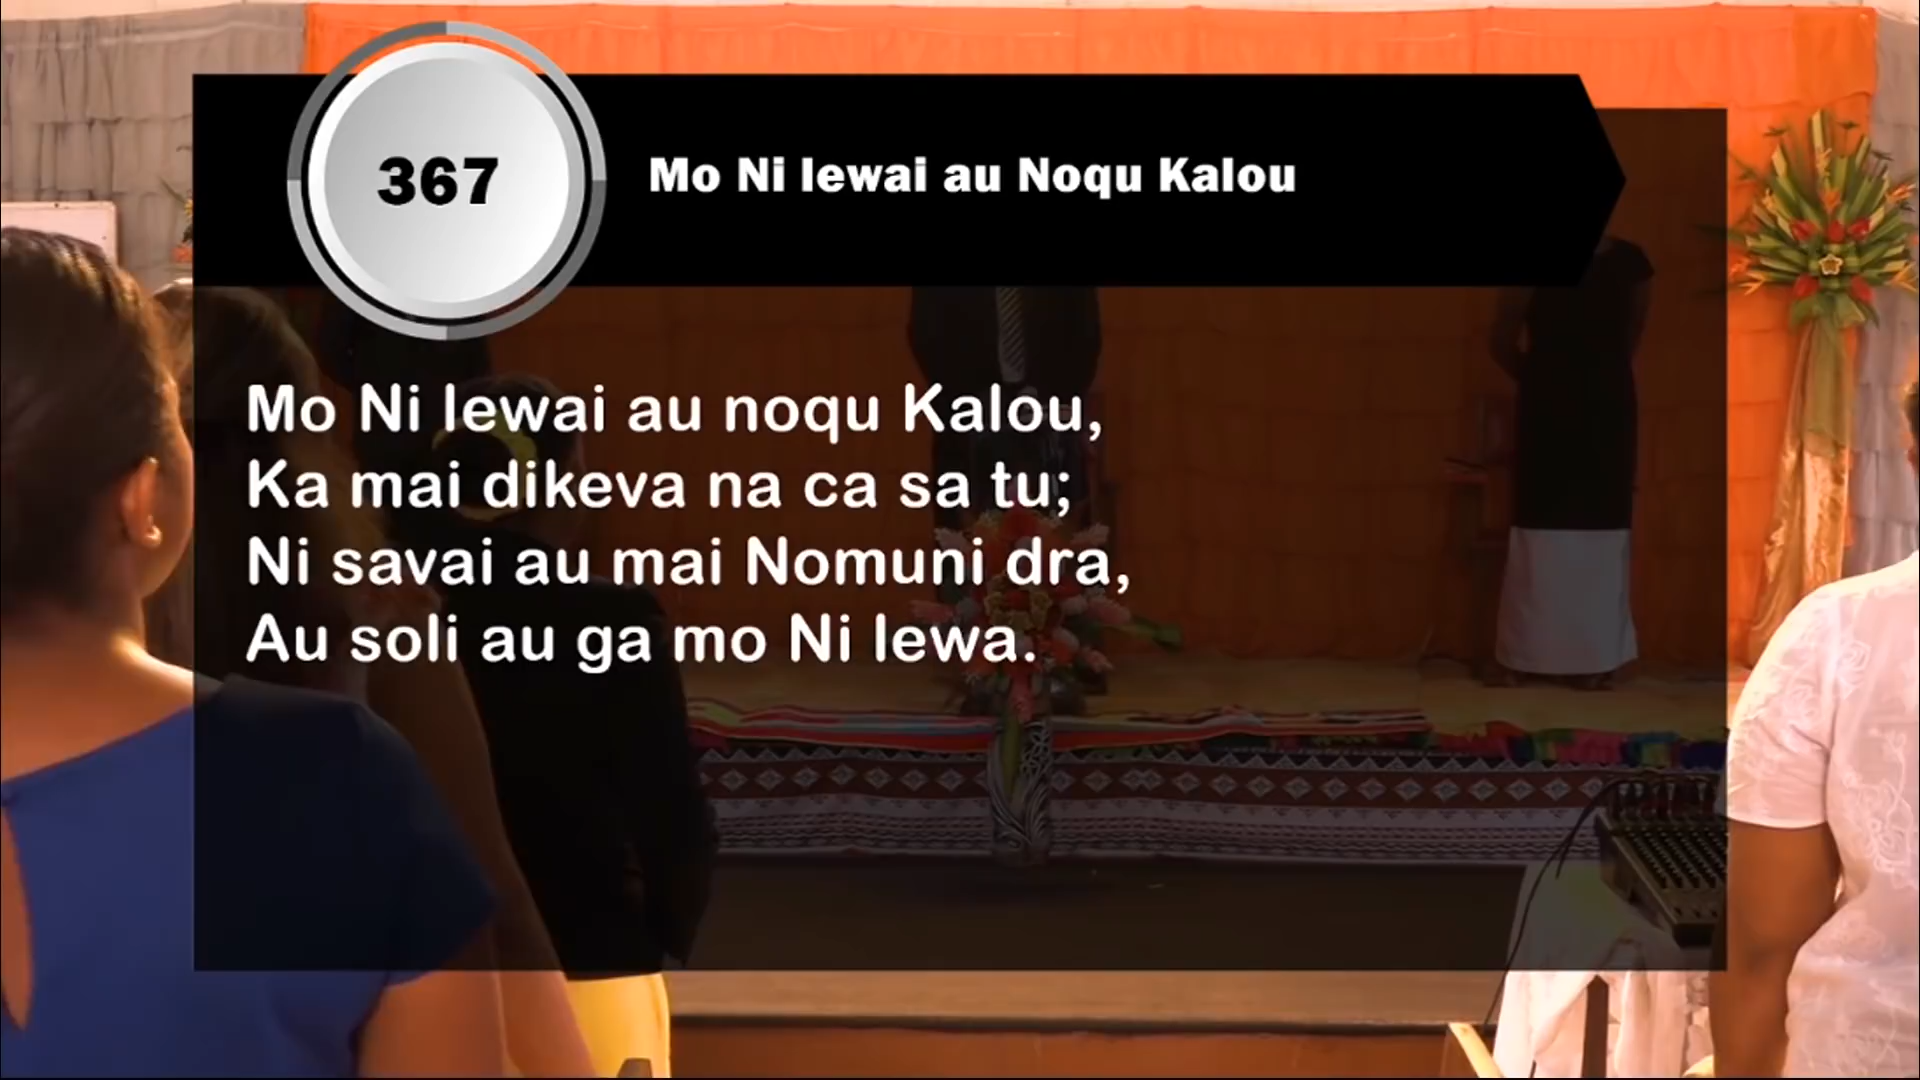 367
Mo Ni lewai au Noqu Kalou
Mo Ni lewai au noqu Kalou,
Ka mai dikeva na ca sa tu;
Ni savai au mai Nomuni dra,
Au soli au ga mo Ni lewa.